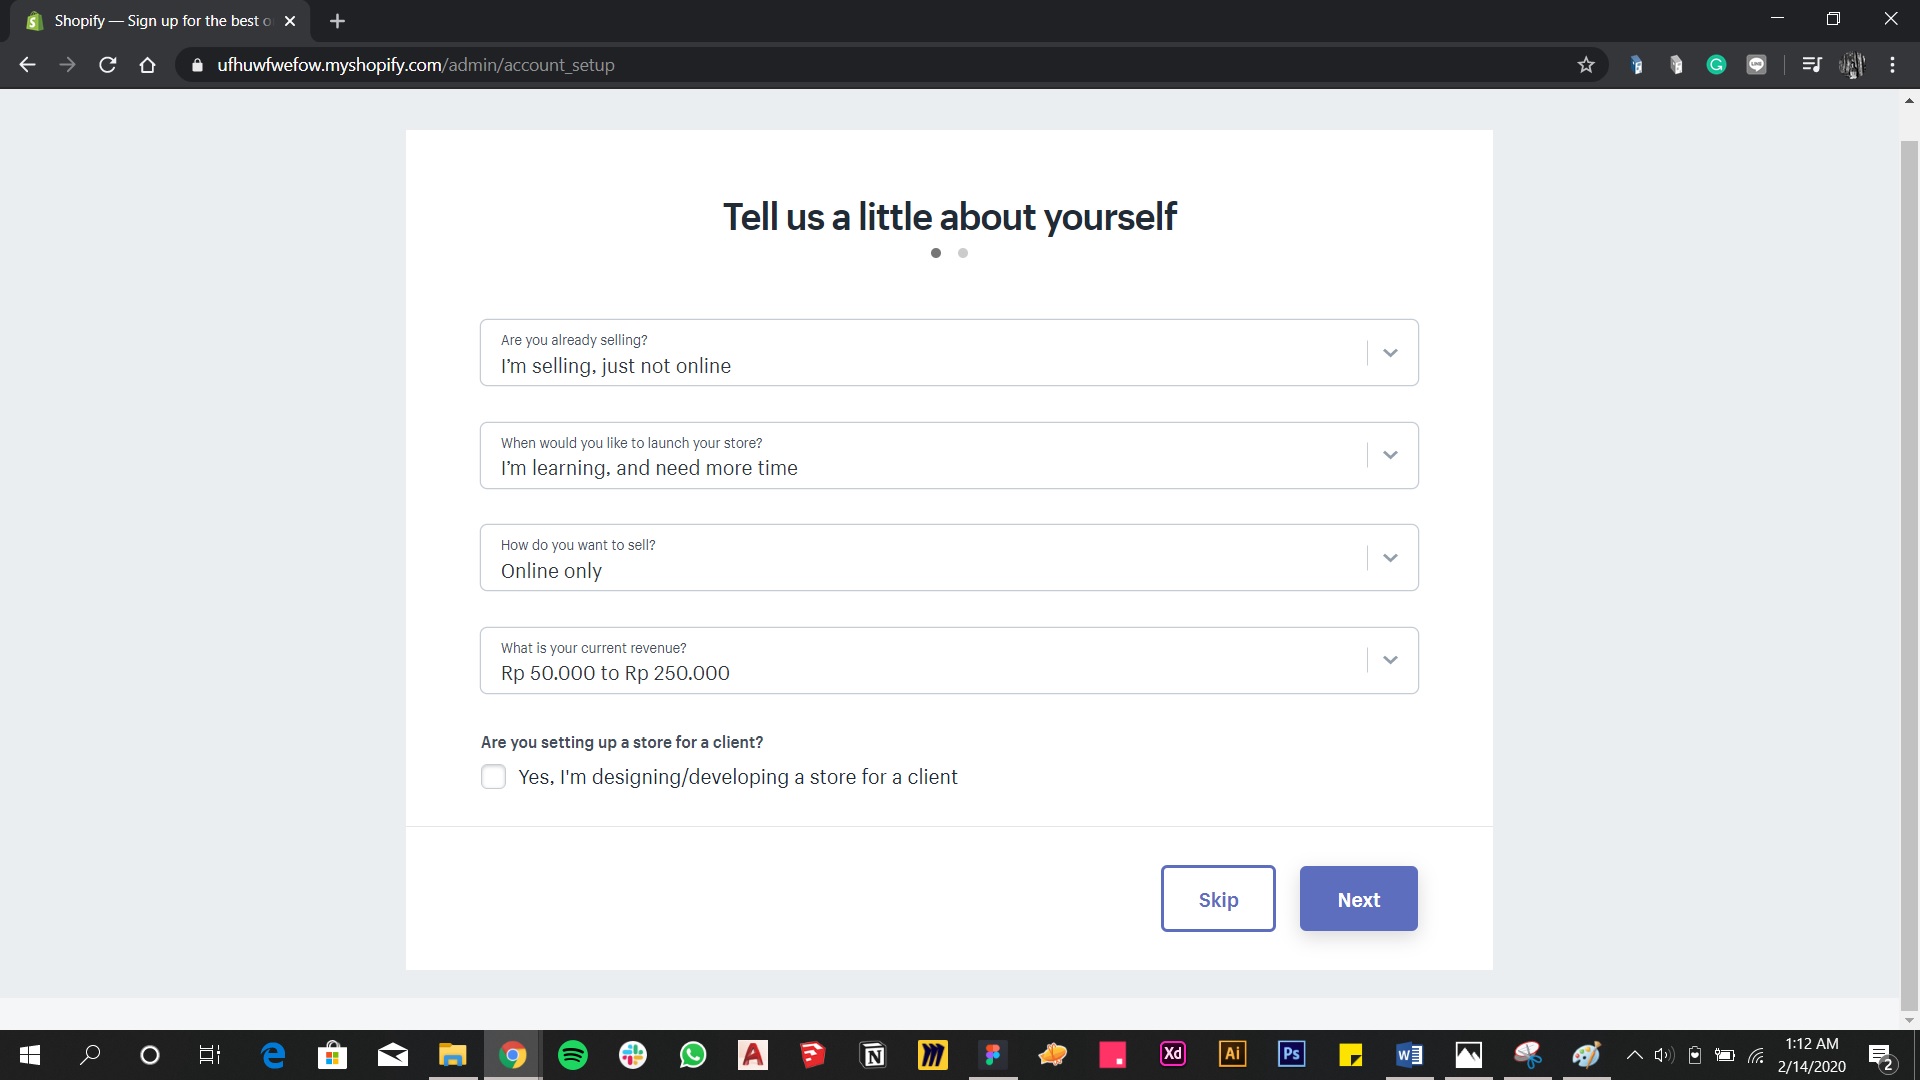 Shopify — Sign up for the best o
ufhuwfwefow.myshopify.com/admin/account_setup
Tell us a little about yourself
Are you already selling?
I'm selling, just not online
When would you like to launch your store?
I'm learning, and need more time
How do you want to sell?
Online only
What is your current revenue?
Rp 50.000 to Rp 250.000
Are you setting up a store for a client?
Yes, I'm designing/developing a store for a client
Skip
Next
Xd
Ai
Ps
1:12 AM
2/14/2020
2